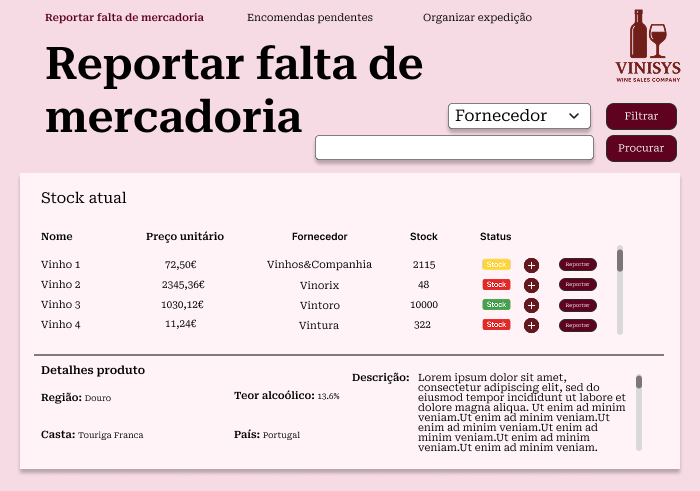 Reportar falta de mercadoria Encomendas pendentes Organizar expedição
VINISYS
WINE SALES COMPANY
Reportar falta de
mercadoria
Fornecedor Filtrar
Procurar
Stock atual
Nome Preço unitário Fornecedor Stock Status
Vinho 1 72,50€ Vinhos&Companhia 2115 Stock + Reportar
Vinho 2 2345,36€ Vinorix 48 Stock + Reportar
Vinho 3 1030,12€ Vintoro 10000 Stock + Reportar
Vinho 4 11,24€ Vintura 322 Stock + Reportar
Detalhes produto
Região: Douro Teor alcoólico: 13.6%
Casta: Touriga Franca País: Portugal
Descrição: Lorem ipsum dolor sit amet,
consectetur adipiscing elit, sed do
eiusmod tempor incididunt ut labore et
dolore magna aliqua. Ut enim ad minim
veniam.Ut enim ad minim veniam.Ut
enim ad minim veniam.Ut enim ad
minim veniam.Ut enim ad minim
veniam.Ut enim ad minim veniam.